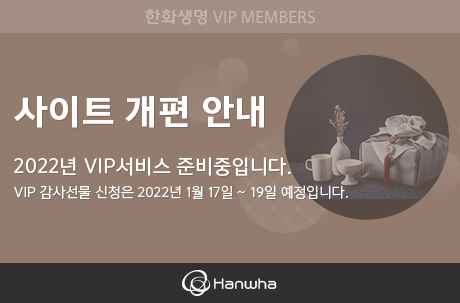 한화생명 VIP MEMBERS
사이트 개편 안내
2022년 VIP서비스 준비중입니다.
VIP 감사선물 신청은 2022년 1월 17일 ~ 19일 예정입니다.
Hanwha